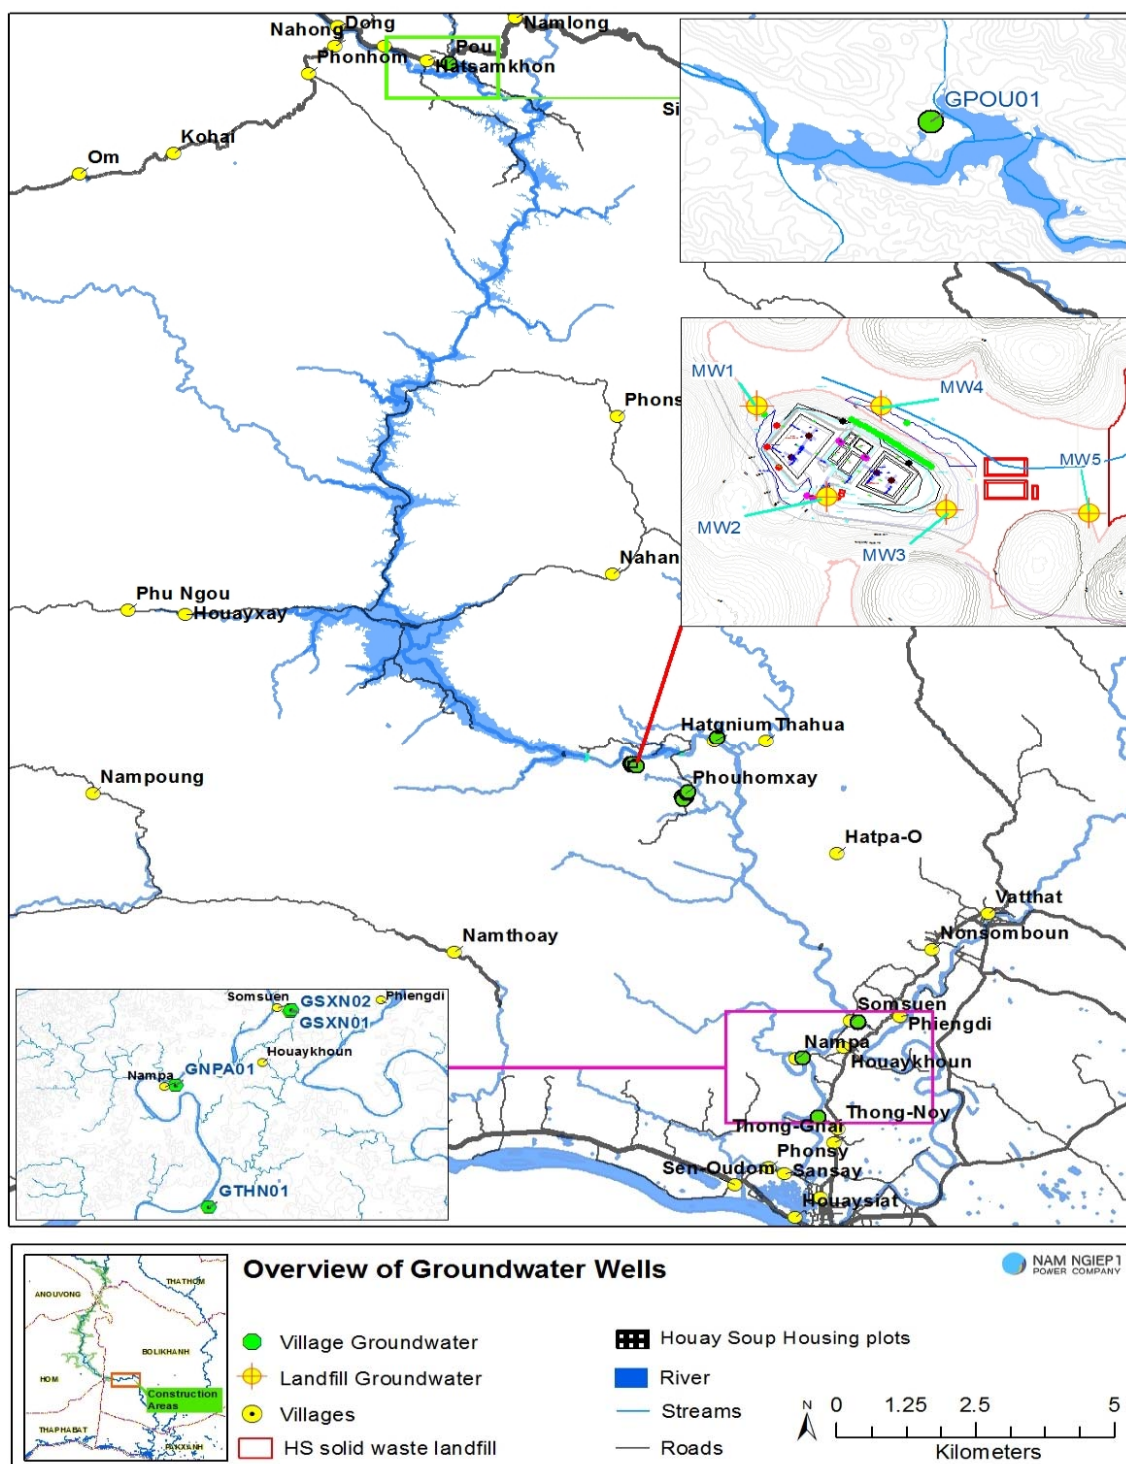 Dong
Namlong
Nahong
Pou
Phonhom
Hatsamkhon
Si
GPOU01
Kohai
Om
MW1
MW4
Phons
MW5
MW2
B
MW3
Nahan
Phu Ngou
Houayxay
Hatgnium Thahua
Nampoung
Phouhomxay
Hatpa-O
Vatthat
Namthoay
Nonsomboun
Somsuen
GSXN02
Phiengdi
GSXN01
Somsuen
Phiengdi
Houaykhoun
GNPA01
Nampa
Nampa
Houaykhoun
Thong-Noy
Thong-Gnai
Phonsy
Sen-Oudom
Sansay
GTHN01
Houaysiat
Overview of Groundwater Wells
NAM NGIEP 1
POWER COMPANY
THATHOM
ANOUVONG
BOLIKHANH
HOM
Construction
Areas
THAPHABAT
PAKXANH
Village Groundwater
Landfill Groundwater
Villages
HS solid waste landfill
Houay Soup Housing plots
River
Streams
Roads
N
0 1.25 2.5 5
Kilometers